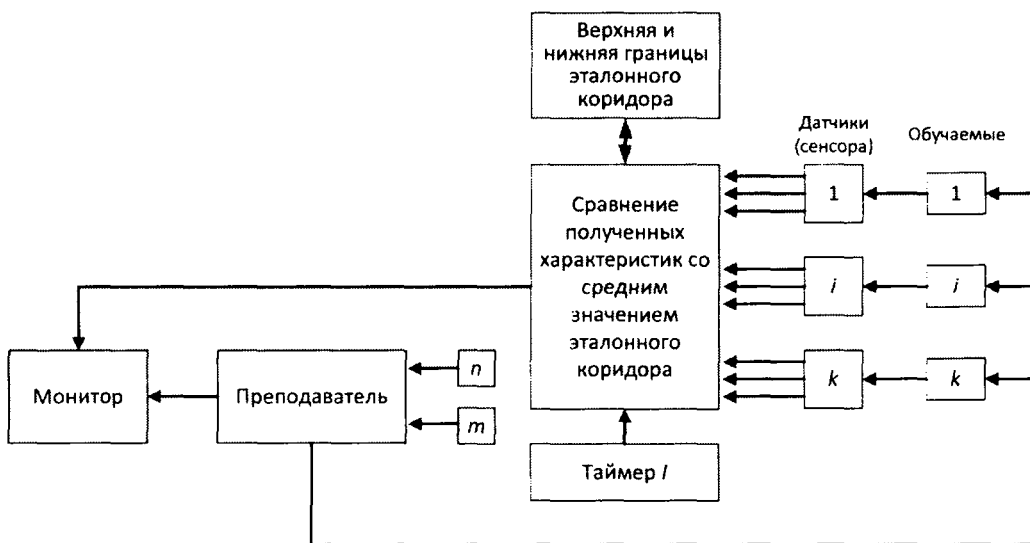 Верхняя и
нижняя границы
эталонного
коридора
Датчики
(сенсора)
Обучаемые
Сравнение
полученных
характеристик со
средним
значением
эталонного
коридора
1
1
i
i
k
k
Монитор
Преподаватель
n
m
Таймер I